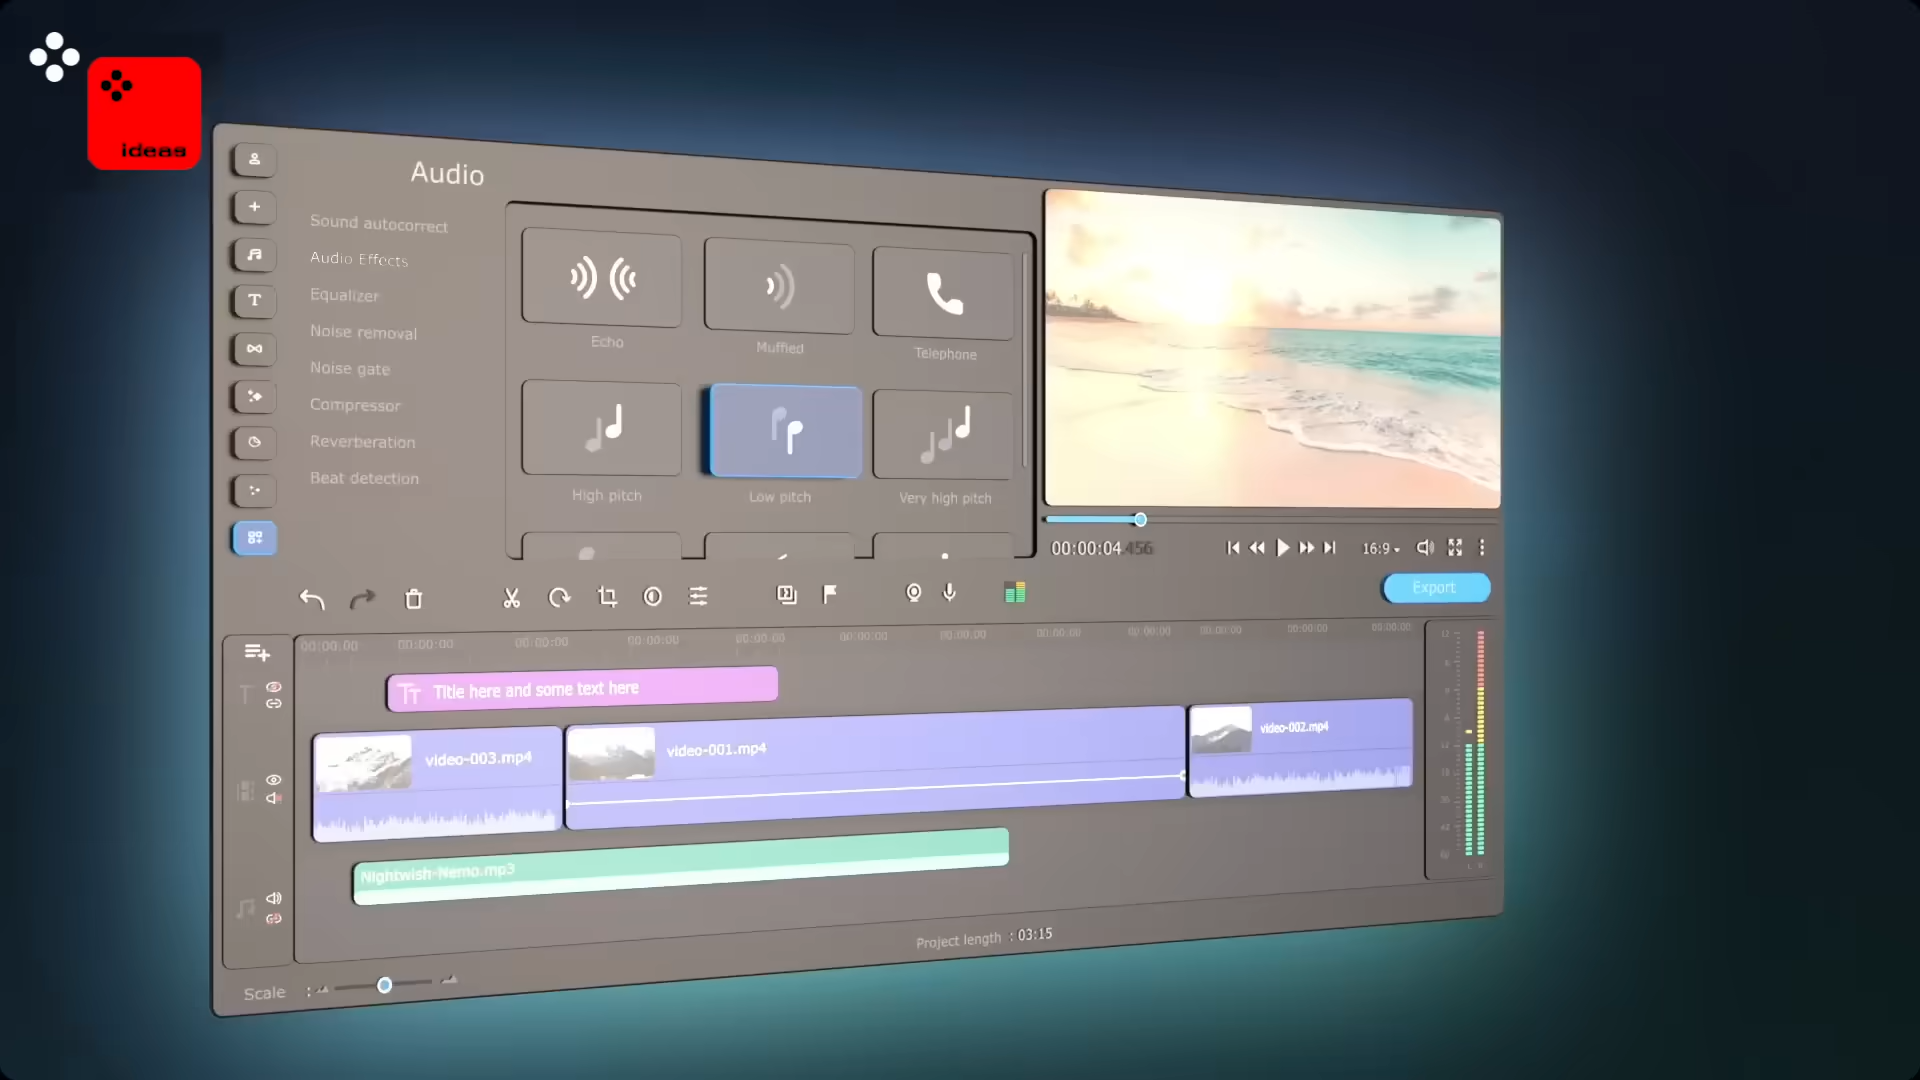 ideas
Audio
Sound autocorrect
Audio Effects
Equalizer
Noise removal
Noise gate
Compressor
Reverberation
Beat detection
Echo
Muffled
Telephone
High pitch
Low pitch
Very high pitch
00:00:04.456
16:9
Export
00:00:00 00:00:00 00:00:00 00:00:00 00:00:00 00:00:00 00:00:00 00:00:00 00:00:00 00:00:00 00:00:00 00:00:00
Title here and some text here
video-003.mp4
video-001.mp4
video-002.mp4
Nightwish-Nemo.mp3
Project length : 03:15
Scale :